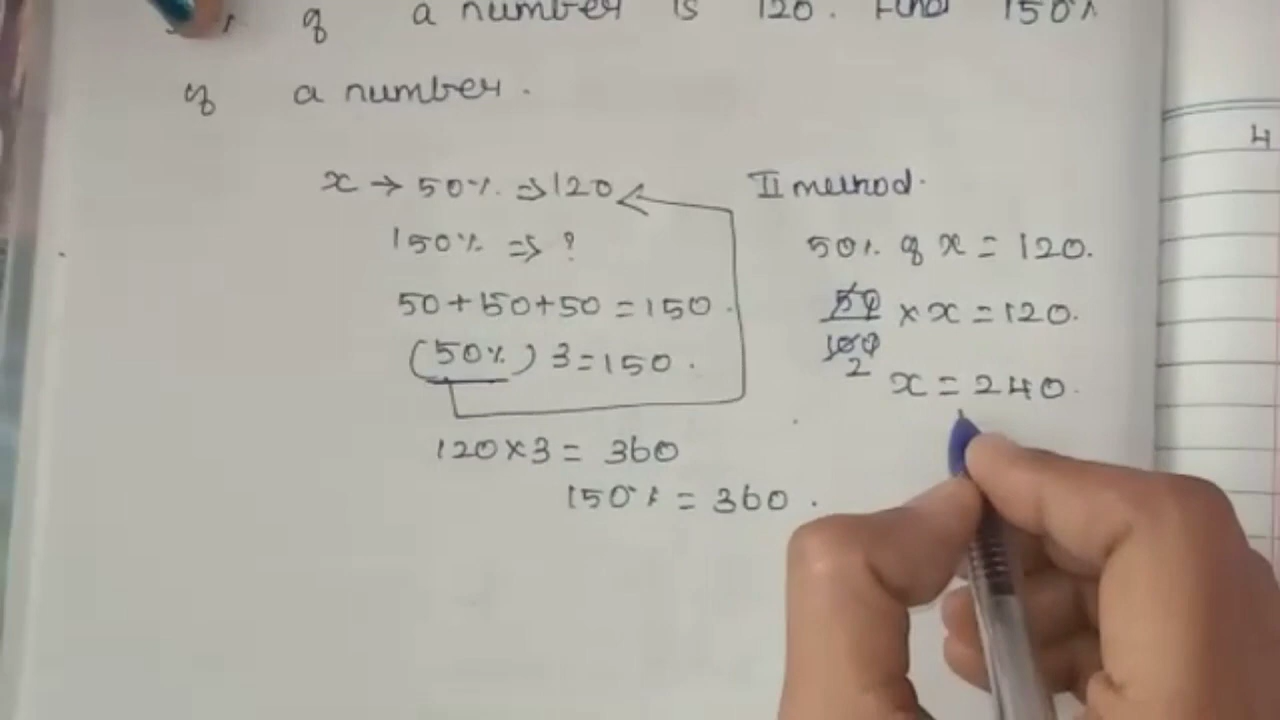 of a number is 120. Find 150%
of a number.
x → 50% ⇒ 120
150% ⇒ ?
50+50+50 = 150.
(50%) 3 = 150.
120×3 = 360
150% = 360.
II method.
50% of x = 120.
50/100 × x = 120.
2
x = 240.
4